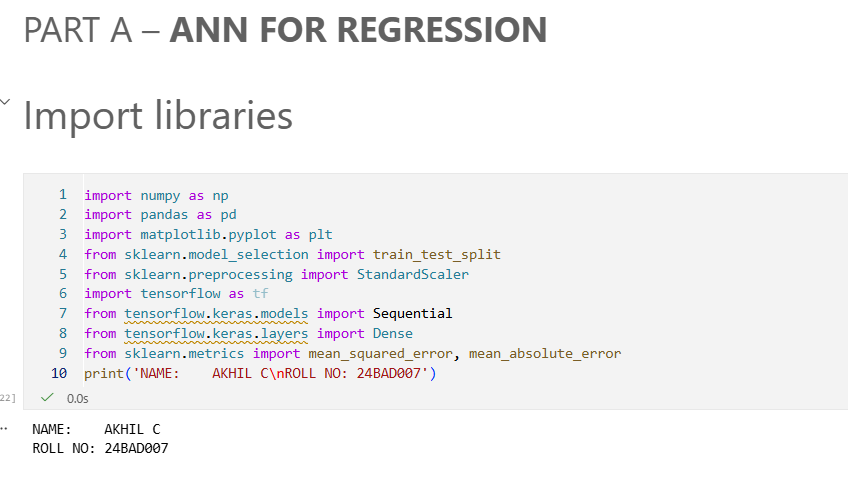 PART A – ANN FOR REGRESSION
Import libraries
1 import numpy as np
2 import pandas as pd
3 import matplotlib.pyplot as plt
4 from sklearn.model_selection import train_test_split
5 from sklearn.preprocessing import StandardScaler
6 import tensorflow as tf
7 from tensorflow.keras.models import Sequential
8 from tensorflow.keras.layers import Dense
9 from sklearn.metrics import mean_squared_error, mean_absolute_error
10 print('NAME:    AKHIL C\nROLL NO: 24BAD007')
22] 0.0s
NAME:    AKHIL C
ROLL NO: 24BAD007